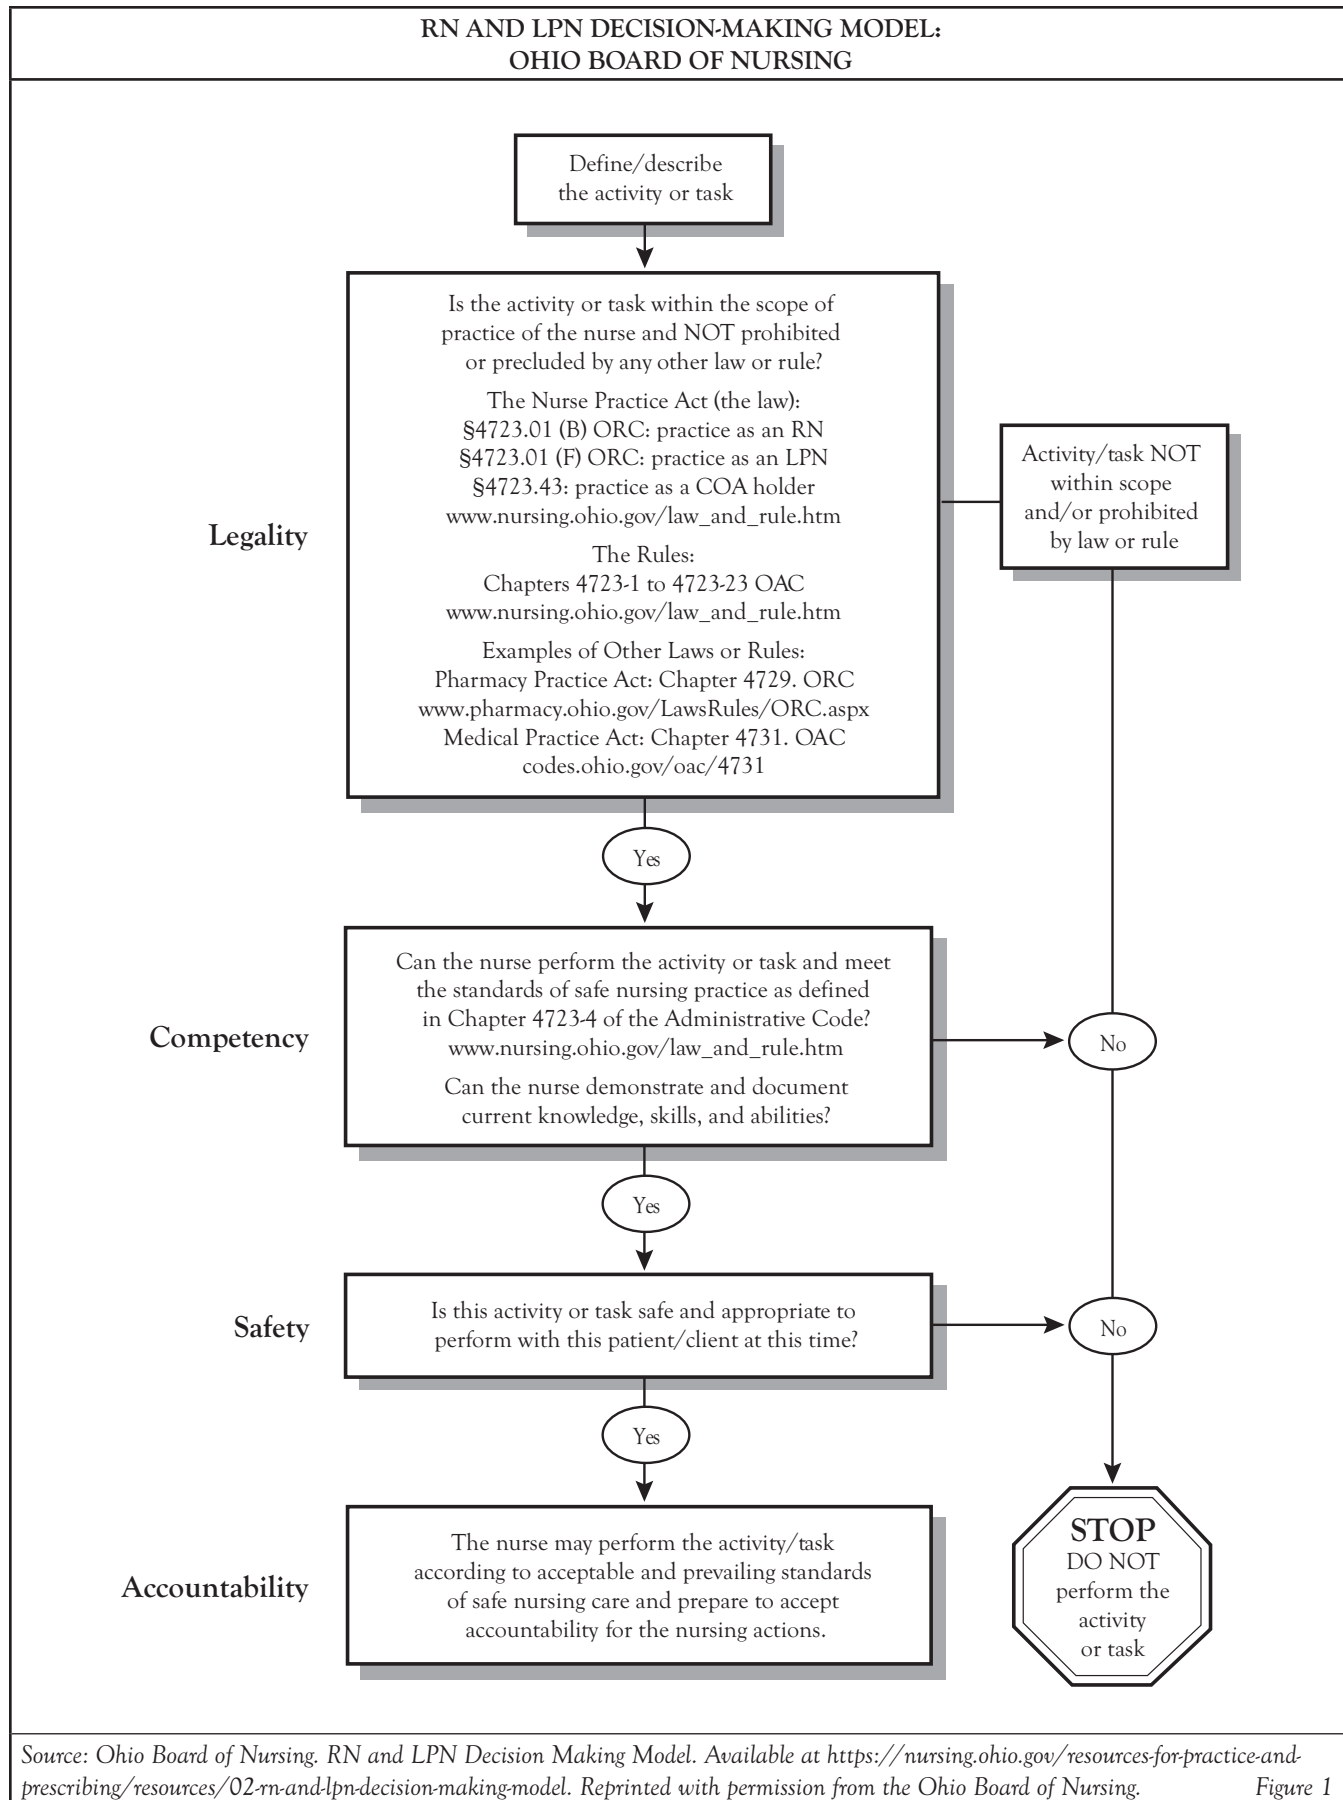 RN AND LPN DECISION-MAKING MODEL:
OHIO BOARD OF NURSING
Define/describe
the activity or task
Legality
Is the activity or task within the scope of
practice of the nurse and NOT prohibited
or precluded by any other law or rule?
The Nurse Practice Act (the law):
§4723.01 (B) ORC: practice as an RN
§4723.01 (F) ORC: practice as an LPN
§4723.43: practice as a COA holder
www.nursing.ohio.gov/law_and_rule.htm
The Rules:
Chapters 4723-1 to 4723-23 OAC
www.nursing.ohio.gov/law_and_rule.htm
Examples of Other Laws or Rules:
Pharmacy Practice Act: Chapter 4729. ORC
www.pharmacy.ohio.gov/LawsRules/ORC.aspx
Medical Practice Act: Chapter 4731. OAC
codes.ohio.gov/oac/4731
Activity/task NOT
within scope
and/or prohibited
by law or rule
Yes
Competency
Can the nurse perform the activity or task and meet
the standards of safe nursing practice as defined
in Chapter 4723-4 of the Administrative Code?
www.nursing.ohio.gov/law_and_rule.htm
Can the nurse demonstrate and document
current knowledge, skills, and abilities?
No
Yes
Safety
Is this activity or task safe and appropriate to
perform with this patient/client at this time?
No
Yes
Accountability
The nurse may perform the activity/task
according to acceptable and prevailing standards
of safe nursing care and prepare to accept
accountability for the nursing actions.
STOP
DO NOT
perform the
activity
or task
Source: Ohio Board of Nursing. RN and LPN Decision Making Model. Available at https://nursing.ohio.gov/resources-for-practice-and-
prescribing/resources/02-rn-and-lpn-decision-making-model. Reprinted with permission from the Ohio Board of Nursing. Figure 1